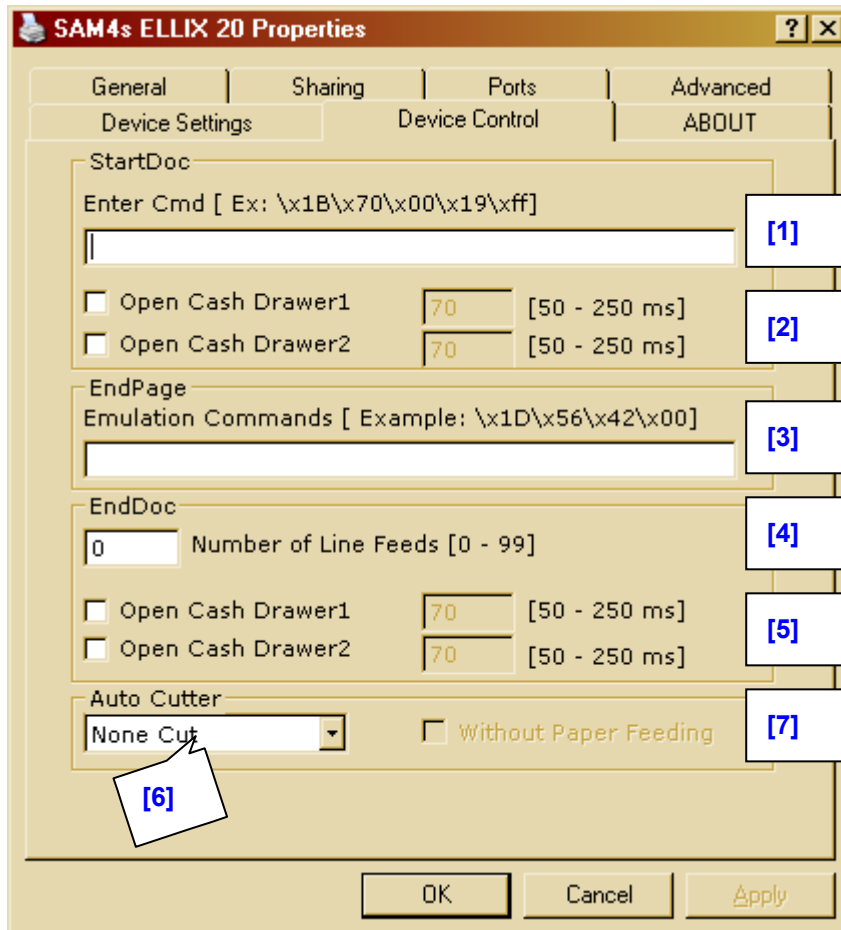 SAM4s ELLIX 20 Properties
General Sharing Ports Advanced
Device Settings Device Control ABOUT
StartDoc
Enter Cmd [ Ex: \x1B\x70\x00\x19\xff]
[1]
Open Cash Drawer1 70 [50 - 250 ms]
[2]
Open Cash Drawer2 70 [50 - 250 ms]
EndPage
Emulation Commands [ Example: \x1D\x56\x42\x00]
[3]
EndDoc
0 Number of Line Feeds [0 - 99]
[4]
Open Cash Drawer1 70 [50 - 250 ms]
[5]
Open Cash Drawer2 70 [50 - 250 ms]
Auto Cutter
None Cut Without Paper Feeding
[7]
[6]
OK Cancel Apply